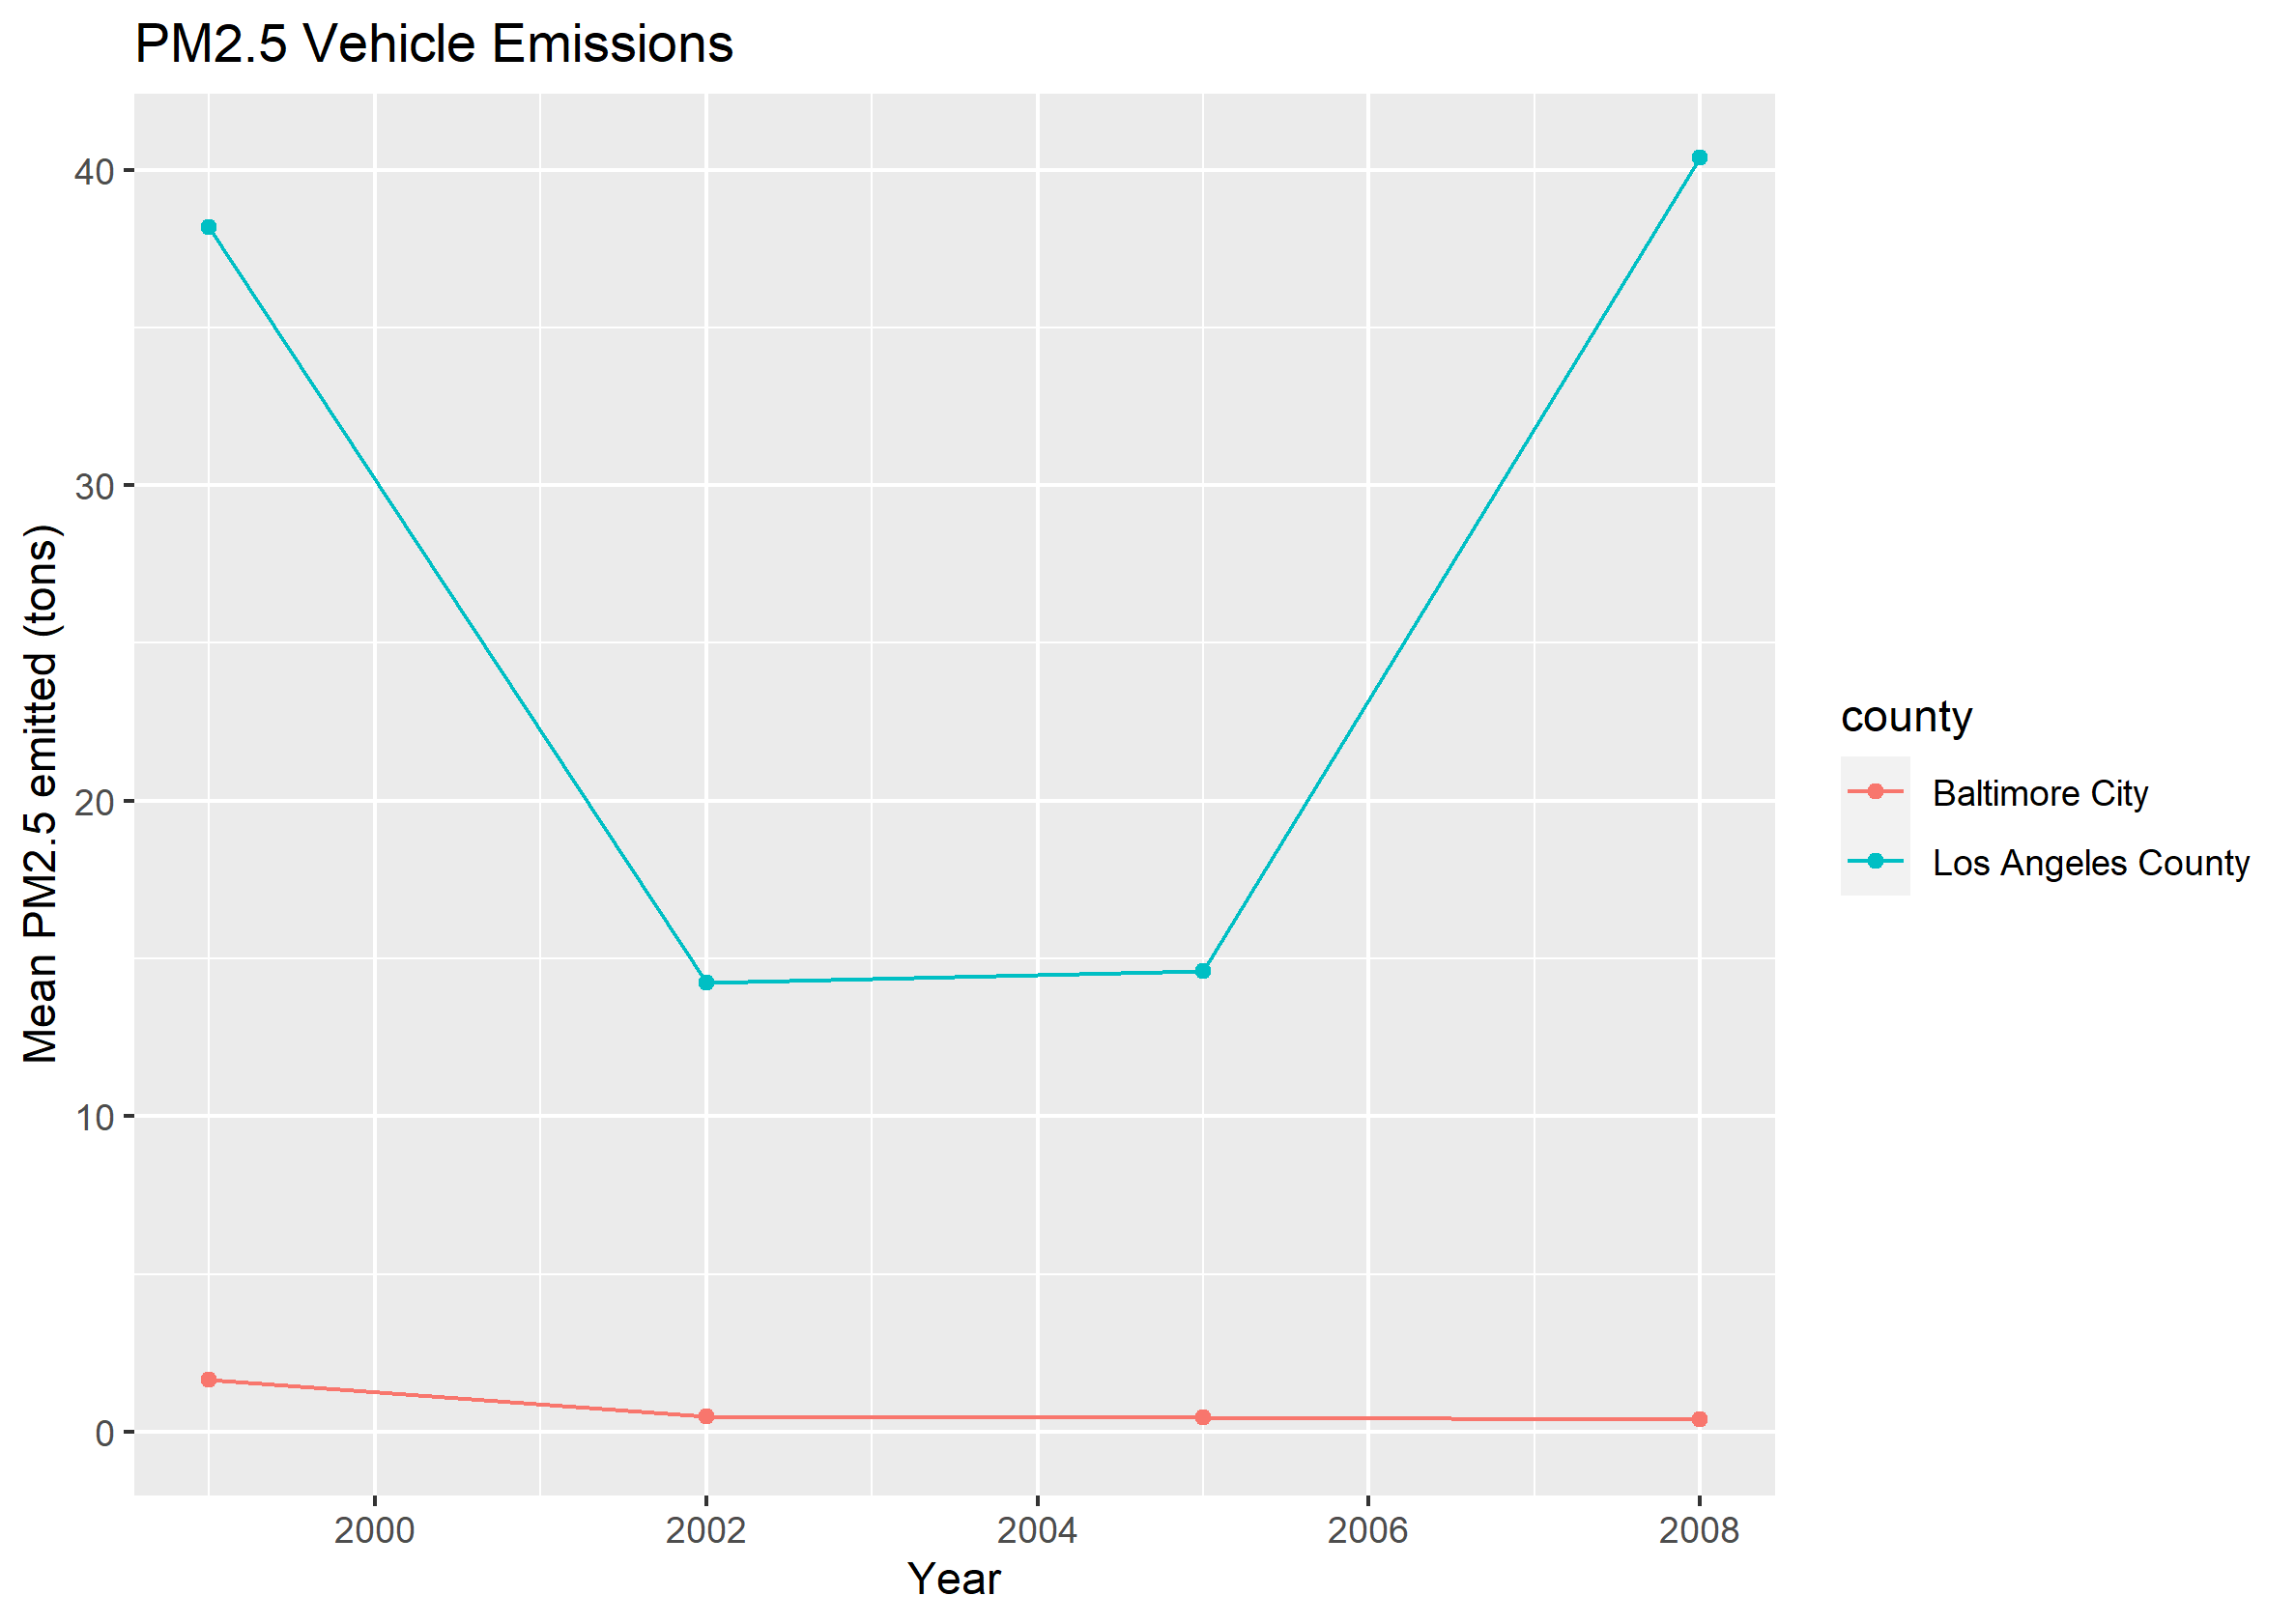 PM2.5 Vehicle Emissions
Mean PM2.5 emitted (tons)
40
30
20
10
0
2000
2002
2004
2006
2008
Year
county
Baltimore City
Los Angeles County